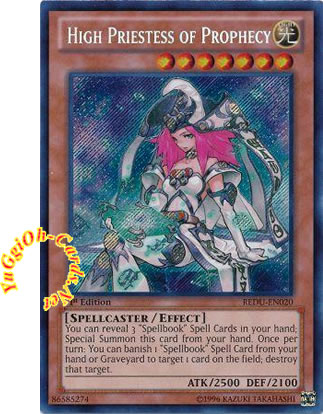 HIGH PRIESTESS OF PROPHECY
LIGHT
光
YuGgiOh-Cards.Net
1st Edition
REDU-EN020
[SPELLCASTER / EFFECT]
You can reveal 3 "Spellbook" Spell Cards in your hand;
Special Summon this card from your hand. Once per
turn: You can banish 1 "Spellbook" Spell Card from your
hand or Graveyard to target 1 card on the field; destroy
that target.
ATK/2500 DEF/2100
86585274
©1996 KAZUKI TAKAHASHI